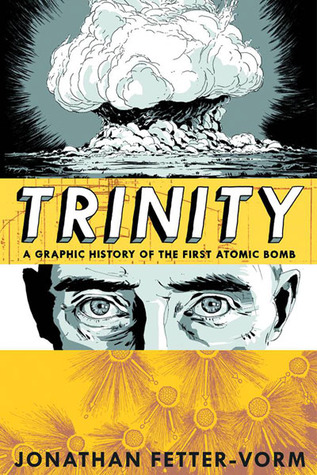 TRINITY
A GRAPHIC HISTORY OF THE FIRST ATOMIC BOMB
JONATHAN FETTER-VORM